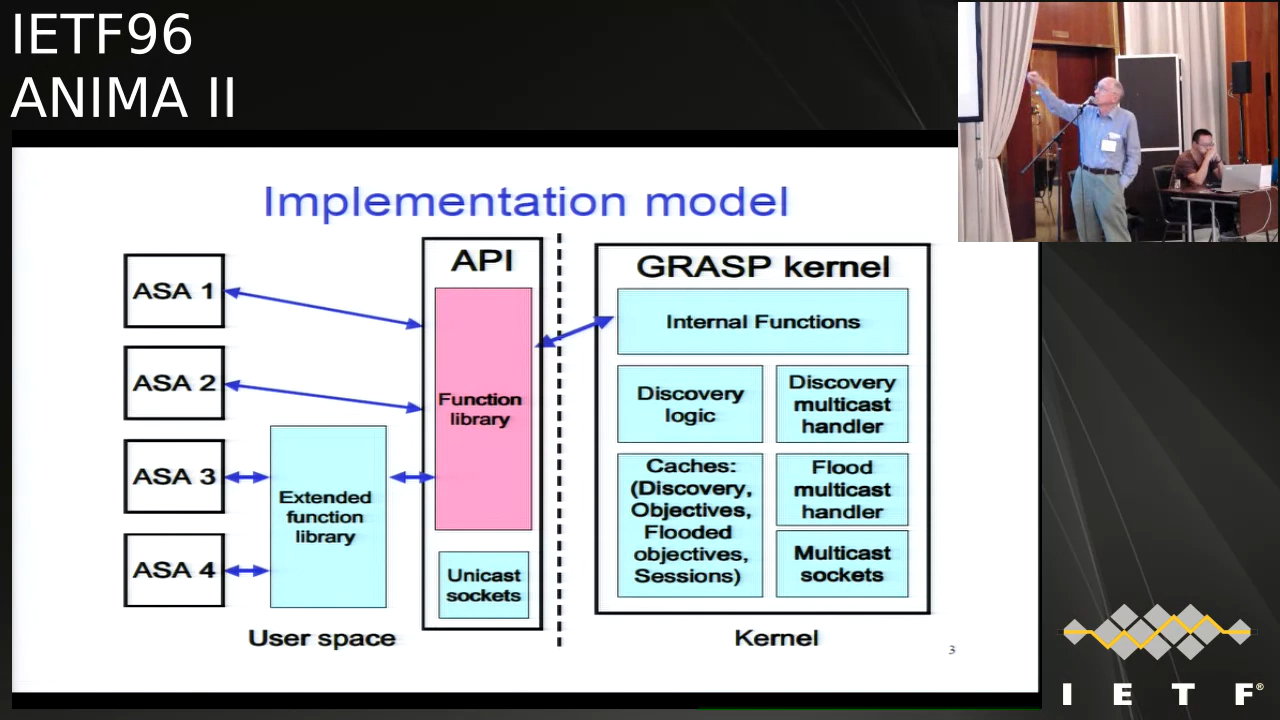 IETF96
ANIMA II
Implementation model
API
GRASP kernel
ASA 1
ASA 2
ASA 3
ASA 4
Extended
function
library
Function
library
Unicast
sockets
Internal Functions
Discovery
logic
Discovery
multicast
handler
Caches:
(Discovery,
Objectives,
Flooded
objectives,
Sessions)
Flood
multicast
handler
Multicast
sockets
User space
Kernel
3
I E T F®